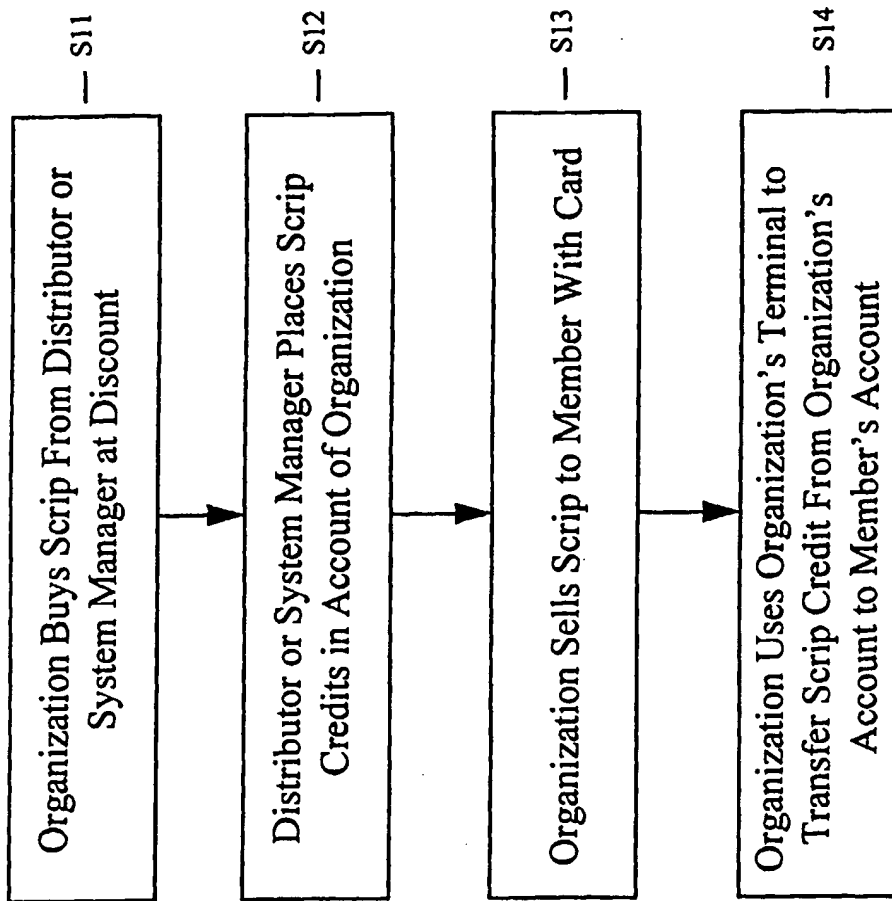 Organization Buys Scrip From Distributor or
System Manager at Discount
— S11
Distributor or System Manager Places Scrip
Credits in Account of Organization
— S12
Organization Sells Scrip to Member With Card
— S13
Organization Uses Organization's Terminal to
Transfer Scrip Credit From Organization's
Account to Member's Account
— S14